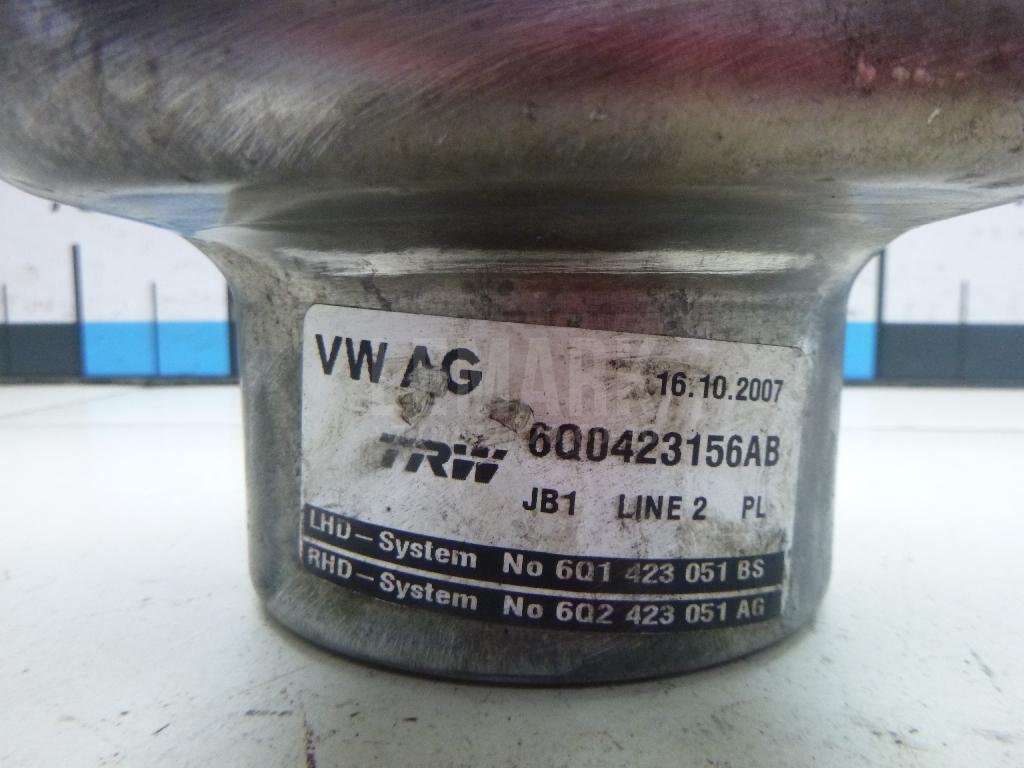 VW AG
16.10.2007
TRW
6Q0423156AB
JB1 LINE 2 PL
LHD-System No 6Q1 423 051 BS
RHD-System No 6Q2 423 051 AG